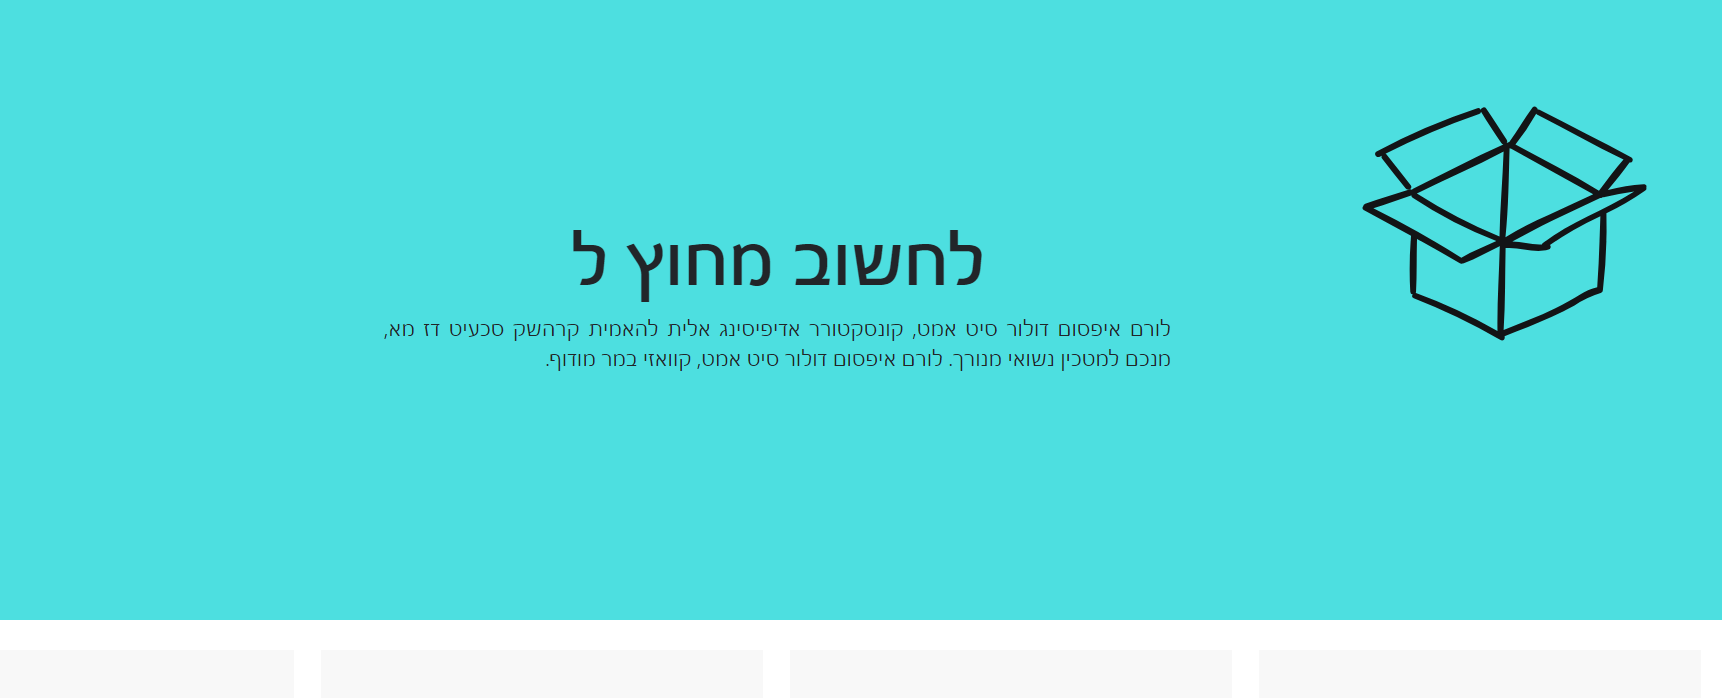 לחשוב מחוץ ל
לורם איפסום דולור סיט אמט, קונסקטורר אדיפיסינג אלית להאמית קרהשק סכעיט דז מא,
מנכם למטכין נשואי מנורך. לורם איפסום דולור סיט אמט, קוואזי במר מודוף.